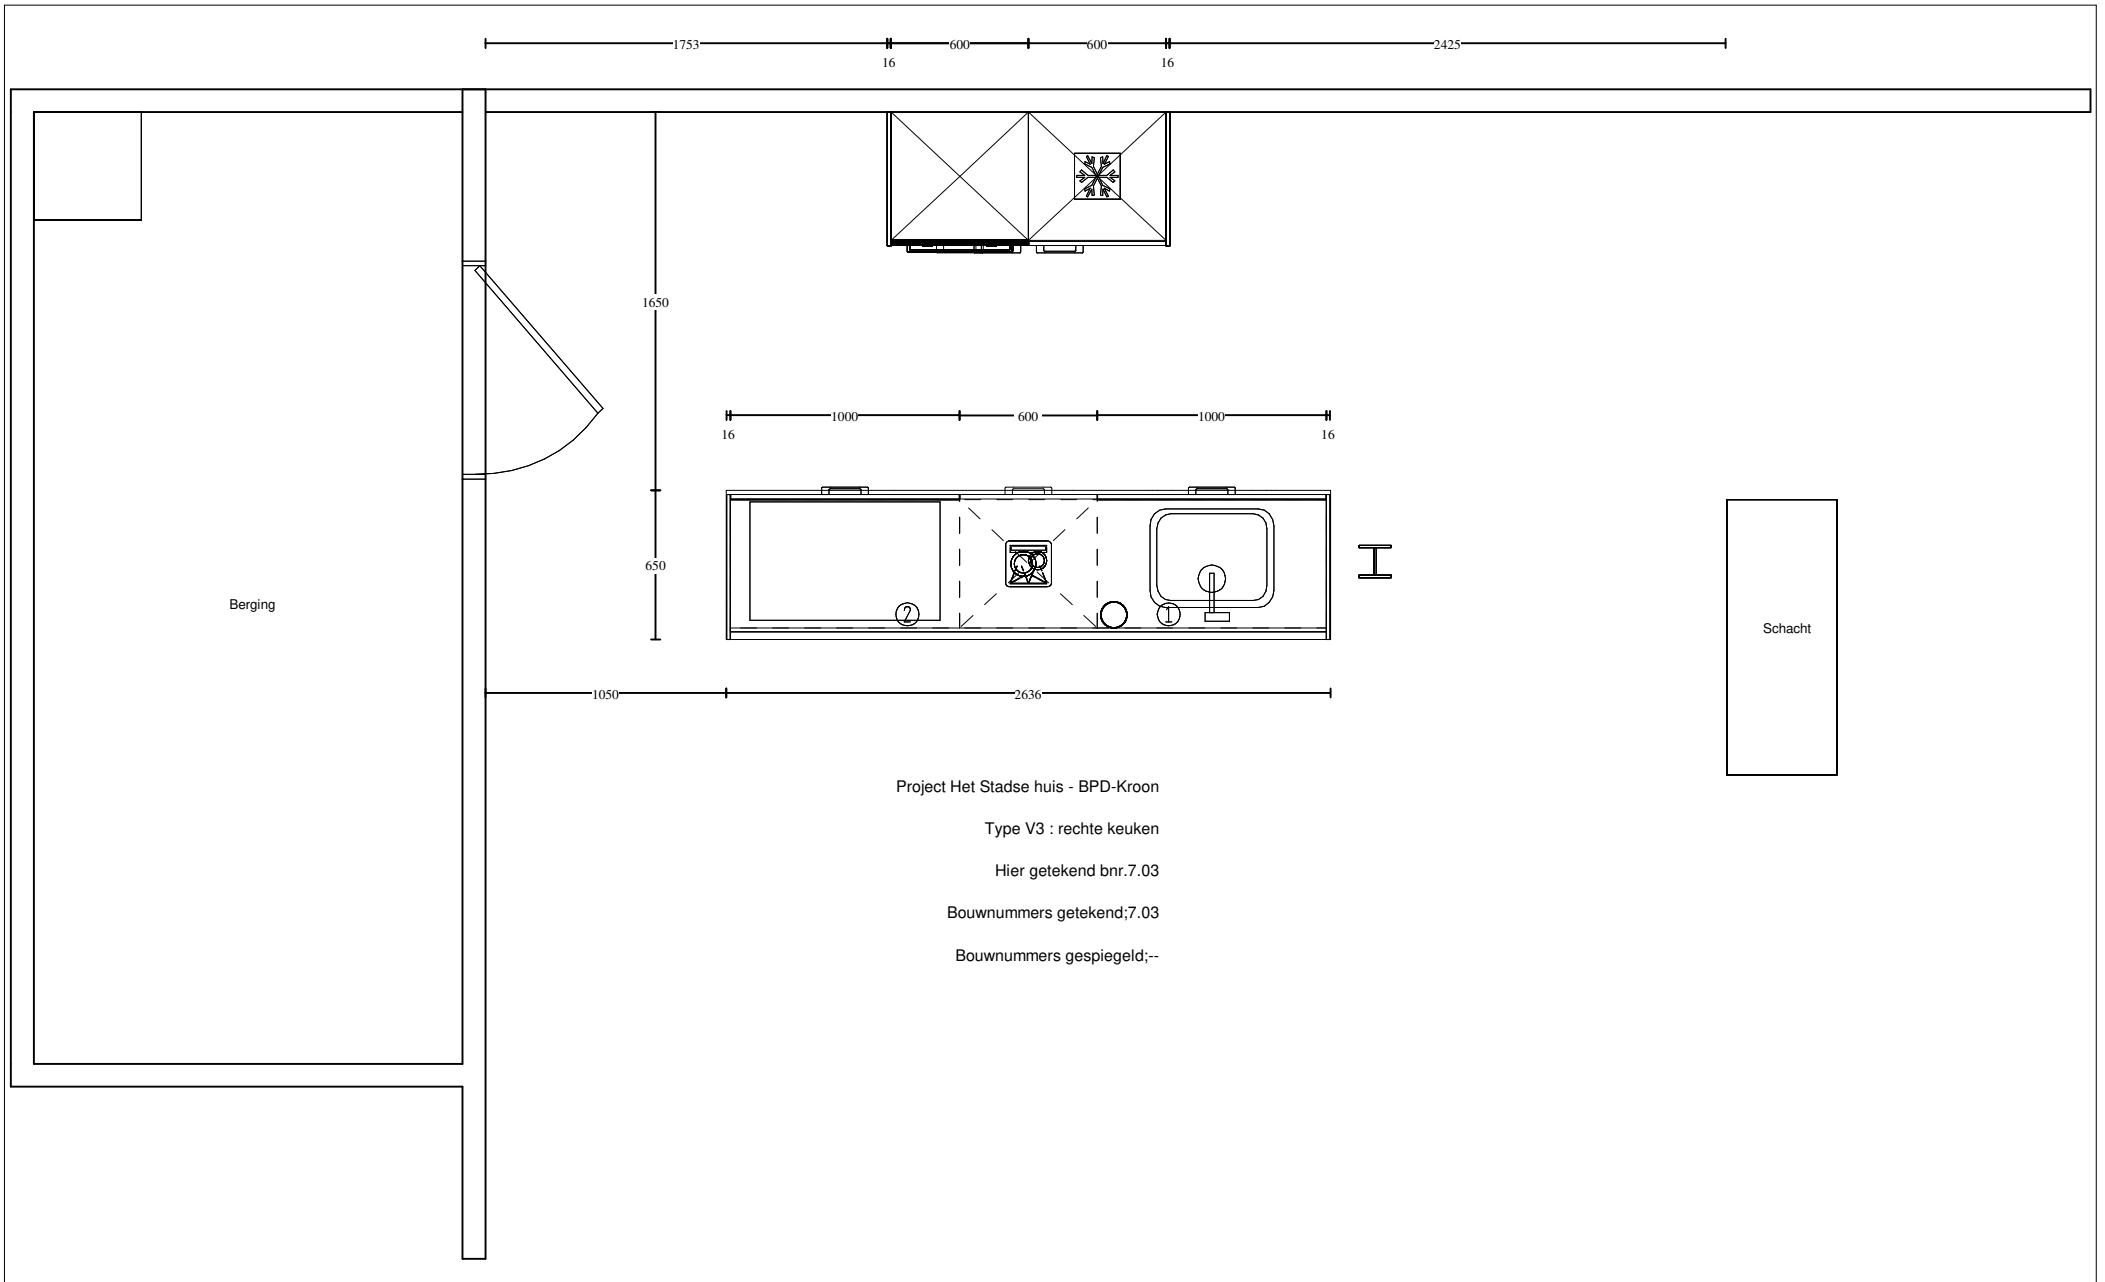 1753
600
600
2425
16
16
1650
1000
600
1000
16
16
650
2
1
Berging
Schacht
1050
2636
Project Het Stadse huis - BPD-Kroon
Type V3 : rechte keuken
Hier getekend bnr.7.03
Bouwnummers getekend;7.03
Bouwnummers gespiegeld;--